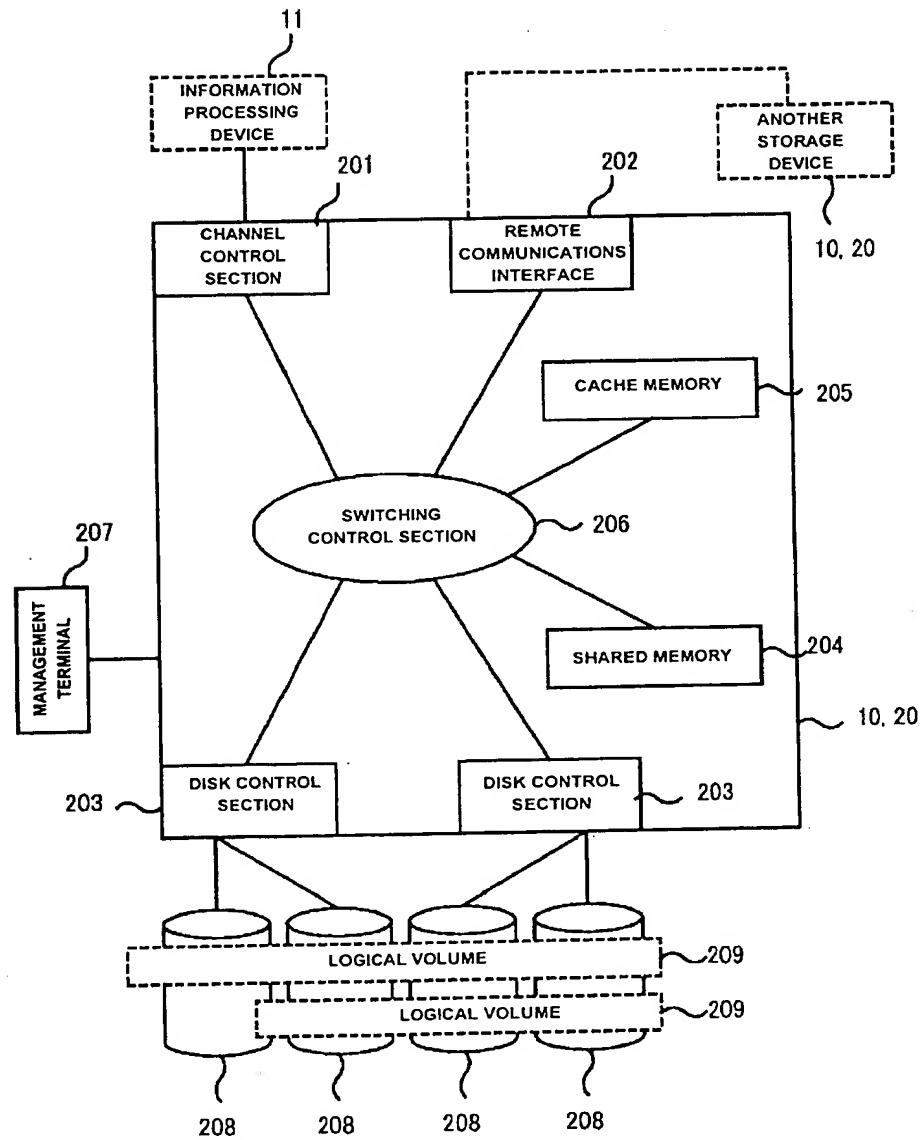 11
INFORMATION
PROCESSING
DEVICE
ANOTHER
STORAGE
DEVICE
201
202
CHANNEL
CONTROL
SECTION
REMOTE
COMMUNICATIONS
INTERFACE
10, 20
CACHE MEMORY
205
SWITCHING
CONTROL SECTION
206
207
MANAGEMENT
TERMINAL
SHARED MEMORY
204
10, 20
203
DISK CONTROL
SECTION
DISK CONTROL
SECTION
203
LOGICAL VOLUME
209
LOGICAL VOLUME
209
208
208
208
208